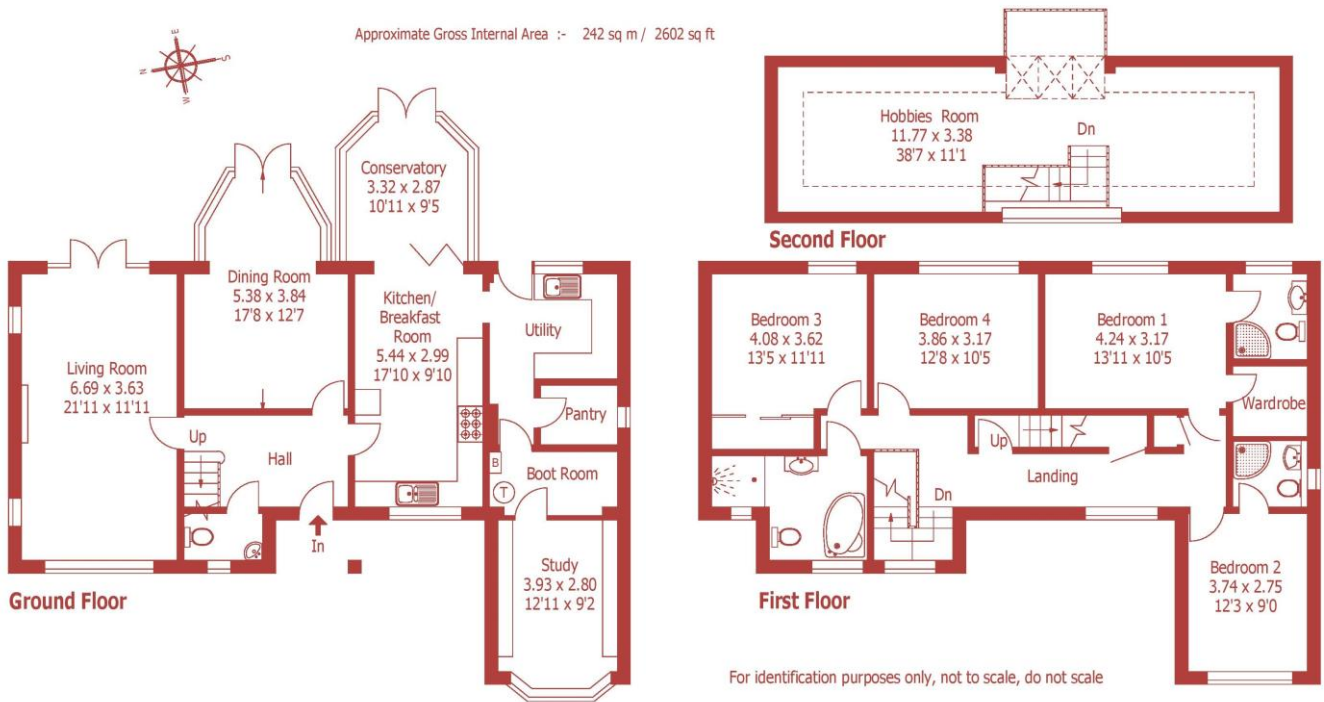 Approximate Gross Internal Area :- 242 sq m / 2602 sq ft
E
N
S
W
Conservatory
3.32 x 2.87
10'11 x 9'5
Dining Room
5.38 x 3.84
17'8 x 12'7
Kitchen/
Breakfast
Room
5.44 x 2.99
17'10 x 9'10
Utility
Living Room
6.69 x 3.63
21'11 x 11'11
Pantry
Up
Hall
B
T
Boot Room
In
Study
3.93 x 2.80
12'11 x 9'2
Ground Floor
Hobbies Room
11.77 x 3.38
38'7 x 11'1
Dn
Second Floor
Bedroom 3
4.08 x 3.62
13'5 x 11'11
Bedroom 4
3.86 x 3.17
12'8 x 10'5
Bedroom 1
4.24 x 3.17
13'11 x 10'5
Wardrobe
Up
Landing
Dn
Bedroom 2
3.74 x 2.75
12'3 x 9'0
First Floor
For identification purposes only, not to scale, do not scale